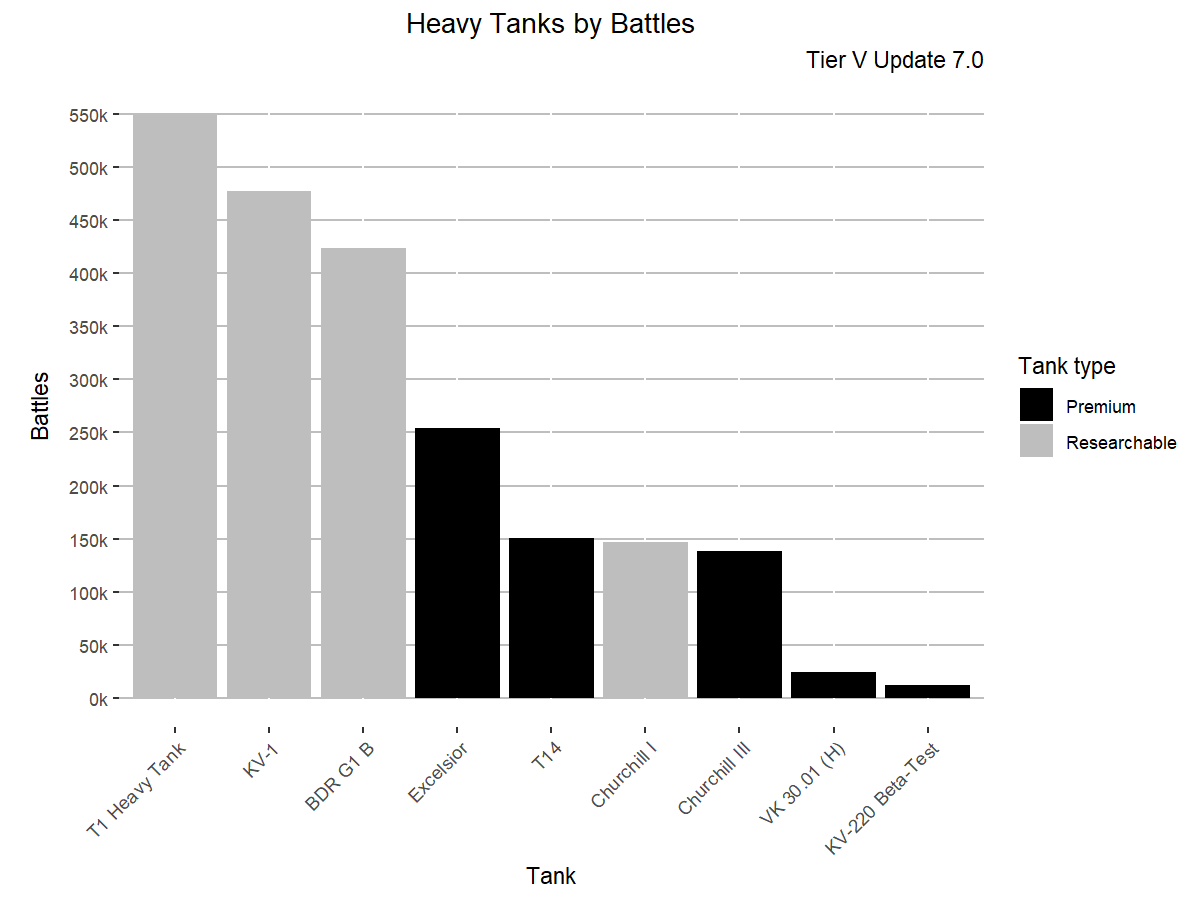 Heavy Tanks by Battles
Tier V Update 7.0
550k
500k
450k
400k
350k
300k
250k
200k
150k
100k
50k
0k
Battles
T1 Heavy Tank
KV-1
BDR G1 B
Excelsior
T14
Churchill I
Churchill III
VK 30.01 (H)
KV-220 Beta-Test
Tank
Tank type
Premium
Researchable